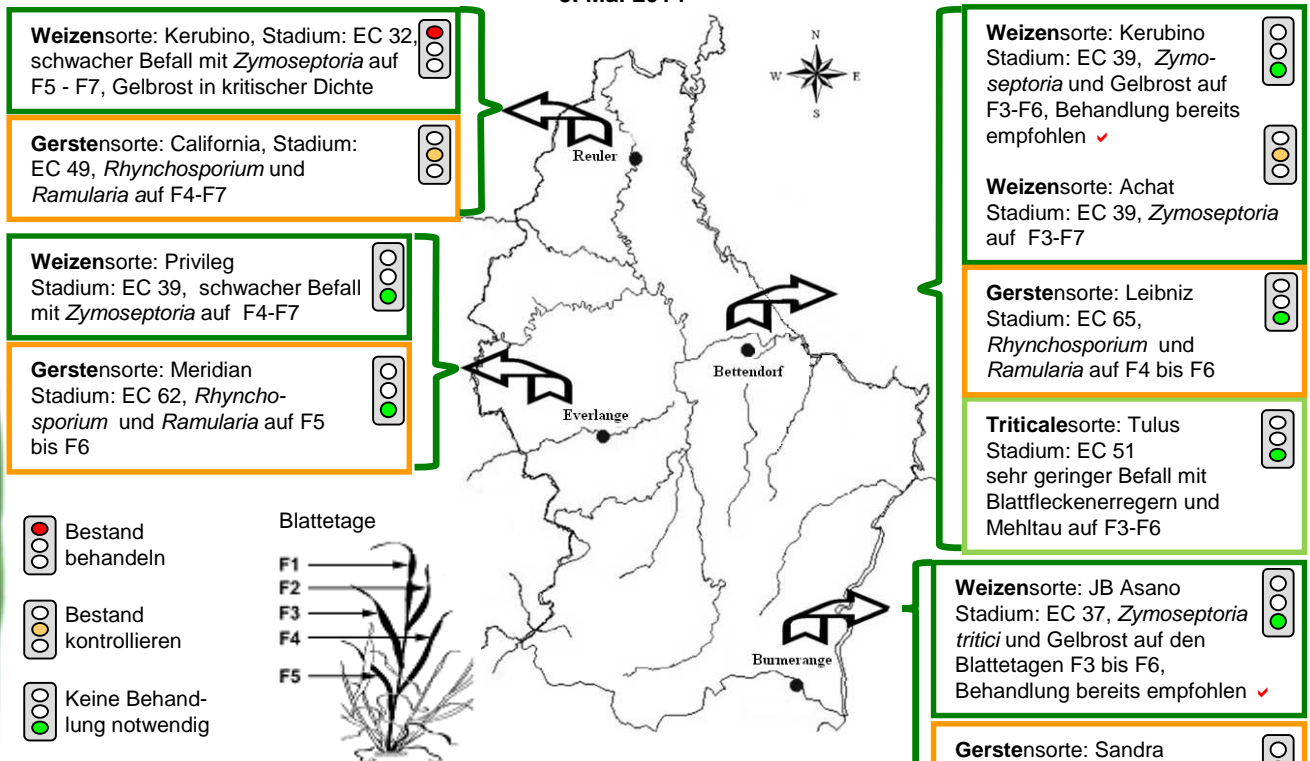 Weizensorte: Kerubino, Stadium: EC 32,
schwacher Befall mit Zymoseptoria auf
F5 - F7, Gelbrost in kritischer Dichte
Gerstensorte: California, Stadium:
EC 49, Rhynchosporium und
Ramularia auf F4-F7
Weizensorte: Privileg
Stadium: EC 39, schwacher Befall
mit Zymoseptoria auf F4-F7
Gerstensorte: Meridian
Stadium: EC 62, Rhyncho-
sporium und Ramularia auf F5
bis F6
Bestand
behandeln
Bestand
kontrollieren
Keine Behand-
lung notwendig
Blattetage
F1
F2
F3
F4
F5
N
W E
S
Reuler
Bettendorf
Everlange
Burmerange
Weizensorte: Kerubino
Stadium: EC 39, Zymo-
septoria und Gelbrost auf
F3-F6, Behandlung bereits
empfohlen ✓
Weizensorte: Achat
Stadium: EC 39, Zymoseptoria
auf F3-F7
Gerstensorte: Leibniz
Stadium: EC 65,
Rhynchosporium und
Ramularia auf F4 bis F6
Triticalesorte: Tulus
Stadium: EC 51
sehr geringer Befall mit
Blattfleckenerregern und
Mehltau auf F3-F6
Weizensorte: JB Asano
Stadium: EC 37, Zymoseptoria
tritici und Gelbrost auf den
Blattetagen F3 bis F6,
Behandlung bereits empfohlen ✓
Gerstensorte: Sandra